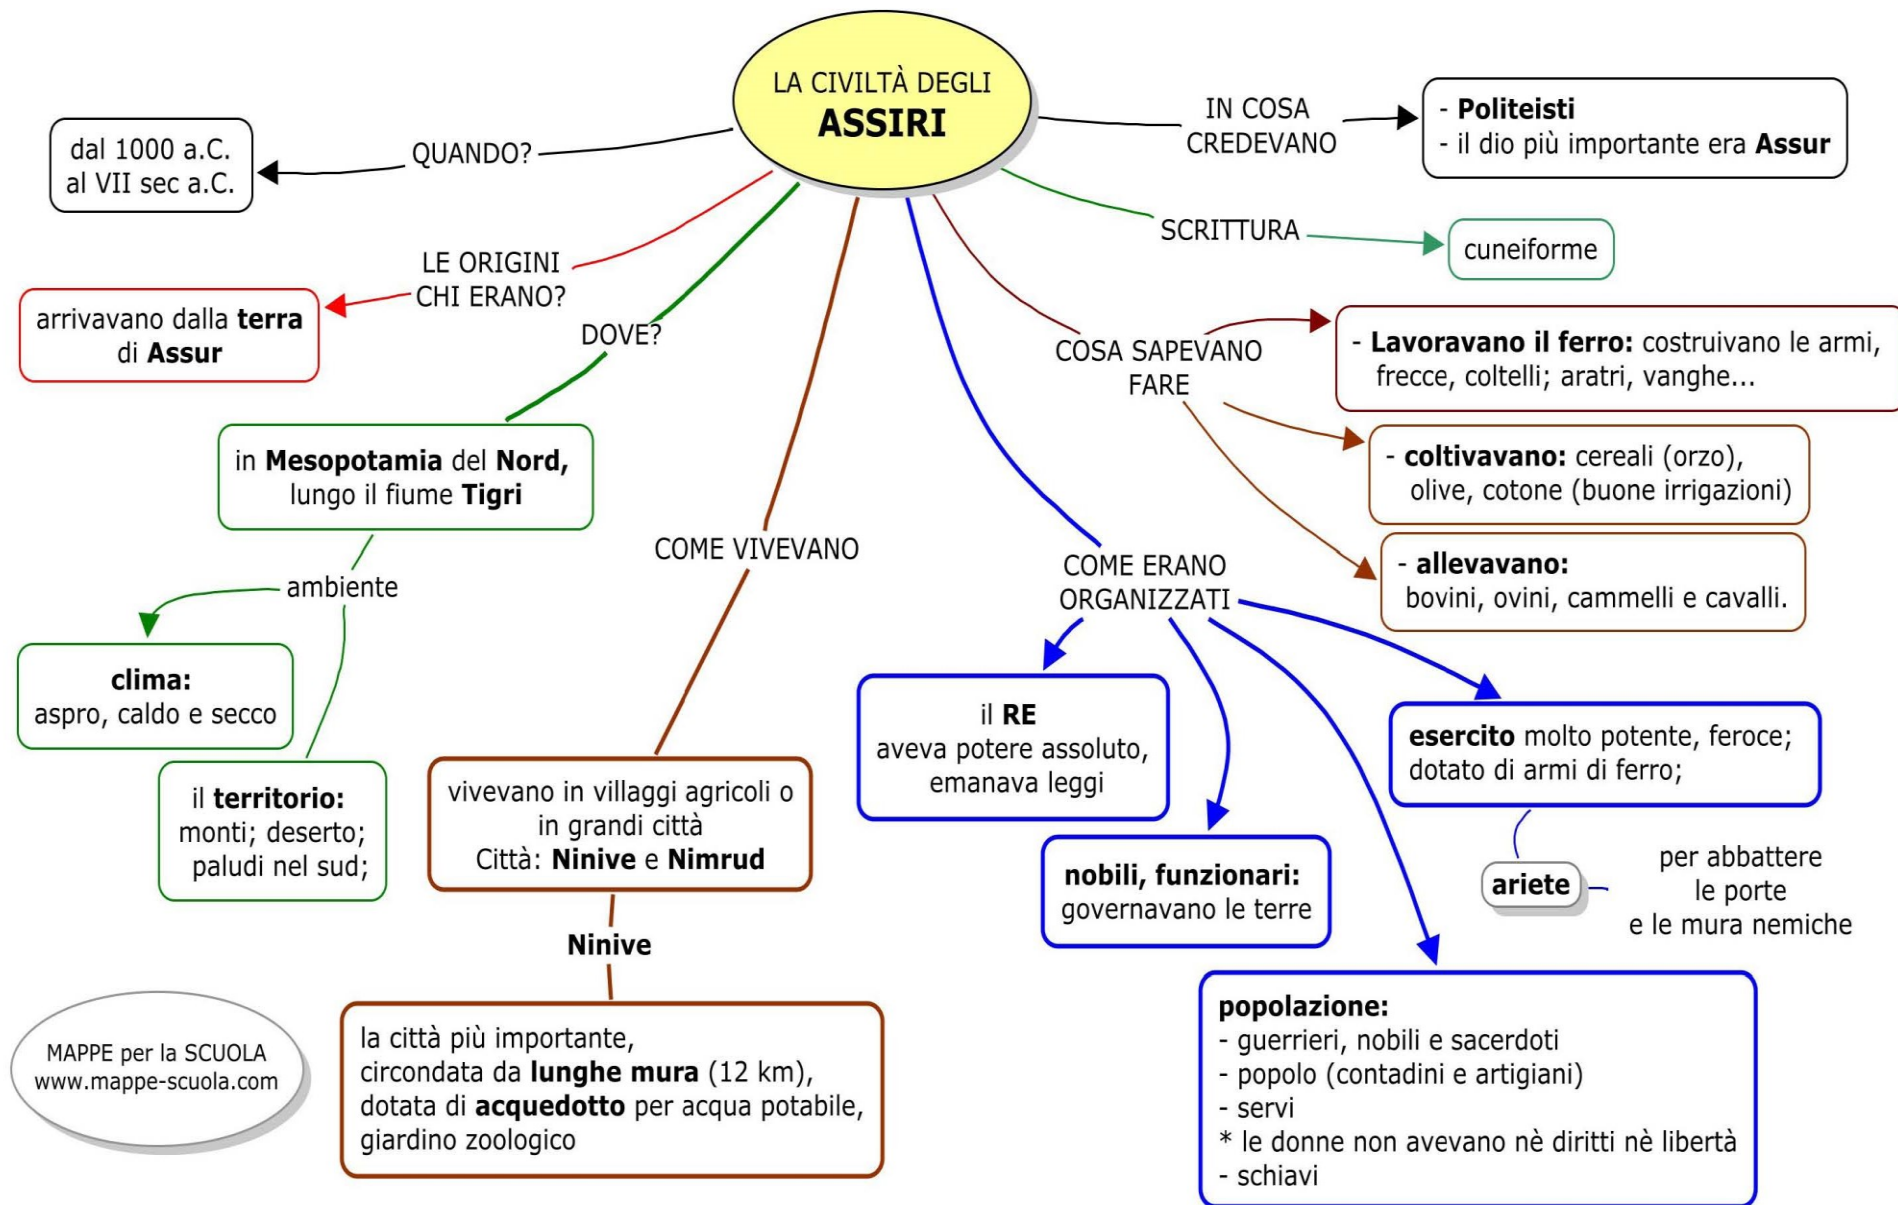 LA CIVILTÀ DEGLI
ASSIRI
QUANDO?
dal 1000 a.C.
al VII sec a.C.
LE ORIGINI
CHI ERANO?
arrivavano dalla terra
di Assur
DOVE?
in Mesopotamia del Nord,
lungo il fiume Tigri
ambiente
clima:
aspro, caldo e secco
il territorio:
monti; deserto;
paludi nel sud;
COME VIVEVANO
vivevano in villaggi agricoli o
in grandi città
Città: Ninive e Nimrud
Ninive
la città più importante,
circondata da lunghe mura (12 km),
dotata di acquedotto per acqua potabile,
giardino zoologico
COME ERANO
ORGANIZZATI
il RE
aveva potere assoluto,
emanava leggi
nobili, funzionari:
governavano le terre
popolazione:
- guerrieri, nobili e sacerdoti
- popolo (contadini e artigiani)
- servi
* le donne non avevano nè diritti nè libertà
- schiavi
esercito molto potente, feroce;
dotato di armi di ferro;
ariete
per abbattere
le porte
e le mura nemiche
COSA SAPEVANO
FARE
- Lavoravano il ferro: costruivano le armi,
frecce, coltelli; aratri, vanghe...
- coltivavano: cereali (orzo),
olive, cotone (buone irrigazioni)
- allevavano:
bovini, ovini, cammelli e cavalli.
SCRITTURA
cuneiforme
IN COSA
CREDEVANO
- Politeisti
- il dio più importante era Assur
MAPPE per la SCUOLA
www.mappe-scuola.com